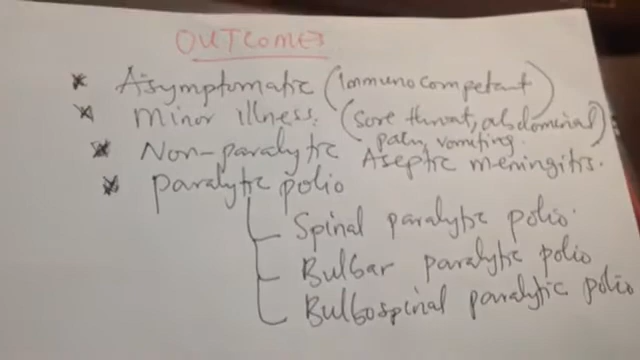 OUTCOMES
* Asymptomatic (Immunocompetent)
* Minor illness. (Sore throat, abdominal
pain, vomiting.
* Non-paralytic Aseptic meningitis.
* Paralytic polio
Spinal paralytic polio.
Bulbar paralytic polio
Bulbospinal paralytic polio